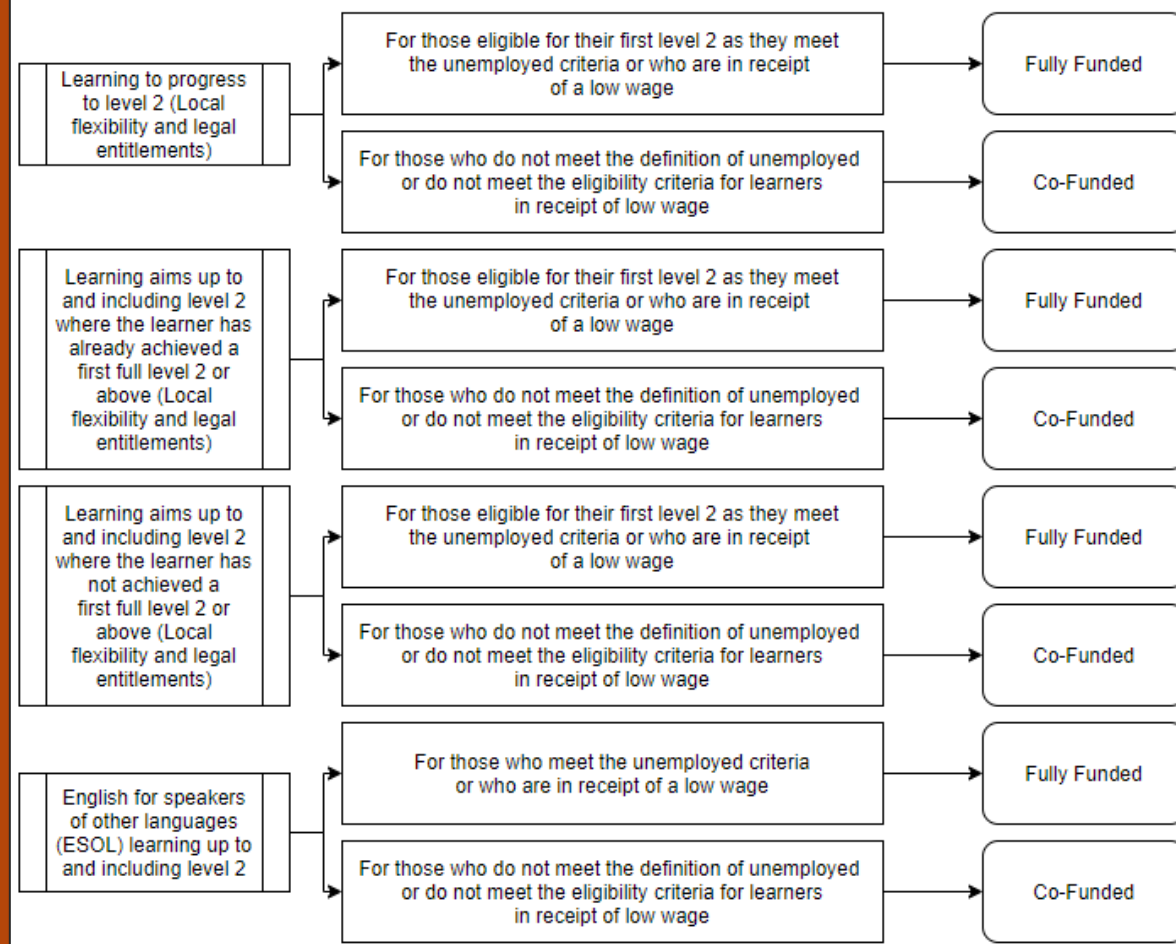 Learning to progress
to level 2 (Local
flexibility and legal
entitlements)
For those eligible for their first level 2 as they meet
the unemployed criteria or who are in receipt
of a low wage
Fully Funded
For those who do not meet the definition of unemployed
or do not meet the eligibility criteria for learners
in receipt of low wage
Co-Funded
Learning aims up to
and including level 2
where the learner has
already achieved a
first full level 2 or
above (Local
flexibility and legal
entitlements)
For those eligible for their first level 2 as they meet
the unemployed criteria or who are in receipt
of a low wage
Fully Funded
For those who do not meet the definition of unemployed
or do not meet the eligibility criteria for learners
in receipt of low wage
Co-Funded
Learning aims up to
and including level 2
where the learner has
not achieved a
first full level 2 or
above (Local
flexibility and legal
entitlements)
For those eligible for their first level 2 as they meet
the unemployed criteria or who are in receipt
of a low wage
Fully Funded
For those who do not meet the definition of unemployed
or do not meet the eligibility criteria for learners
in receipt of low wage
Co-Funded
English for speakers
of other languages
(ESOL) learning up to
and including level 2
For those who meet the unemployed criteria
or who are in receipt of a low wage
Fully Funded
For those who do not meet the definition of unemployed
or do not meet the eligibility criteria for learners
in receipt of low wage
Co-Funded